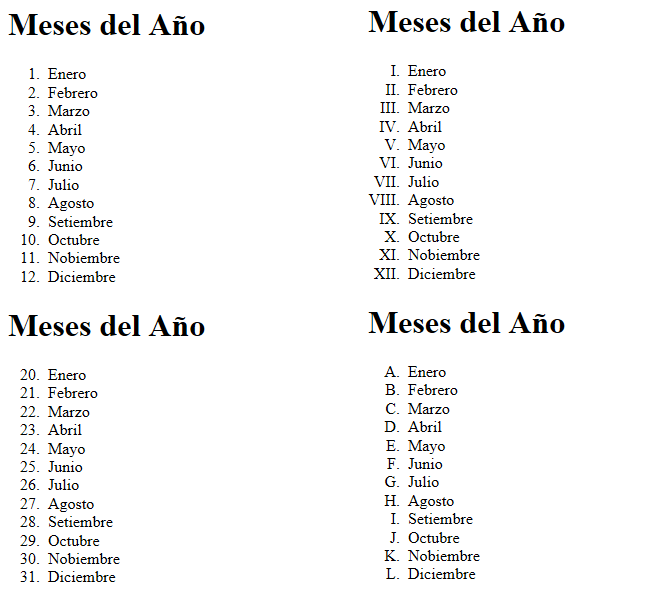 Meses del Año
1. Enero
2. Febrero
3. Marzo
4. Abril
5. Mayo
6. Junio
7. Julio
8. Agosto
9. Setiembre
10. Octubre
11. Nobiembre
12. Diciembre
Meses del Año
I. Enero
II. Febrero
III. Marzo
IV. Abril
V. Mayo
VI. Junio
VII. Julio
VIII. Agosto
IX. Setiembre
X. Octubre
XI. Nobiembre
XII. Diciembre
Meses del Año
20. Enero
21. Febrero
22. Marzo
23. Abril
24. Mayo
25. Junio
26. Julio
27. Agosto
28. Setiembre
29. Octubre
30. Nobiembre
31. Diciembre
Meses del Año
A. Enero
B. Febrero
C. Marzo
D. Abril
E. Mayo
F. Junio
G. Julio
H. Agosto
I. Setiembre
J. Octubre
K. Nobiembre
L. Diciembre